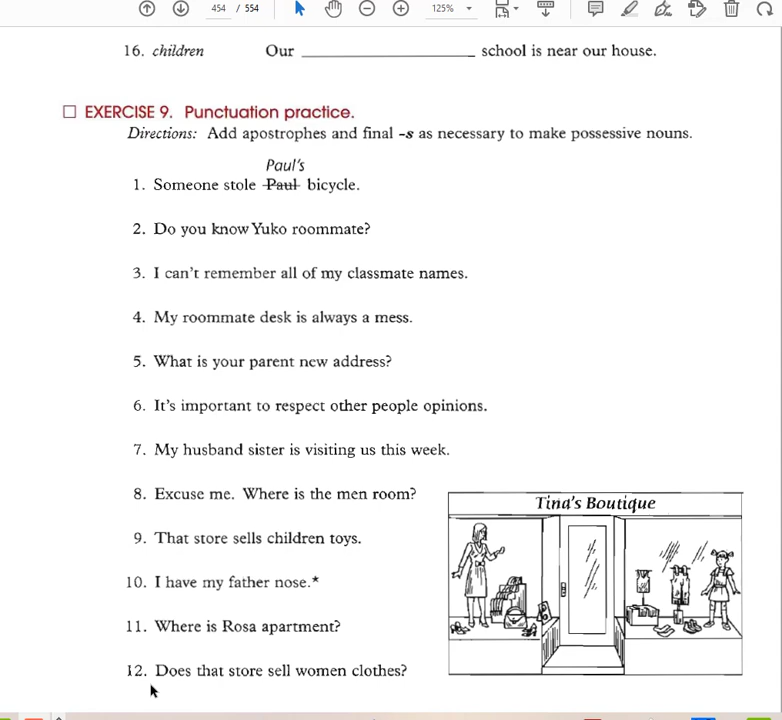 454 / 554 125%
16. children Our ____________________ school is near our house.
EXERCISE 9. Punctuation practice.
Directions: Add apostrophes and final -s as necessary to make possessive nouns.
Paul's
1. Someone stole Paul bicycle.
2. Do you know Yuko roommate?
3. I can't remember all of my classmate names.
4. My roommate desk is always a mess.
5. What is your parent new address?
6. It's important to respect other people opinions.
7. My husband sister is visiting us this week.
8. Excuse me. Where is the men room?
Tina's Boutique
9. That store sells children toys.
10. I have my father nose.*
11. Where is Rosa apartment?
12. Does that store sell women clothes?